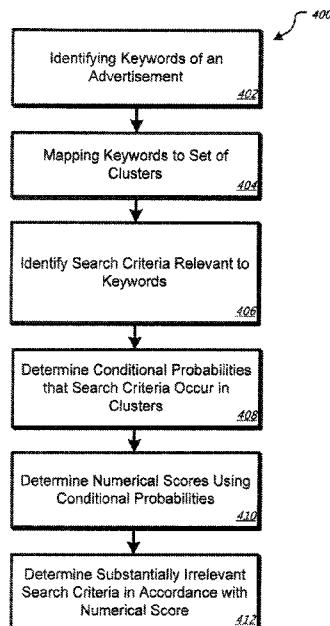 400
Identifying Keywords of an
Advertisement
402
Mapping Keywords to Set of
Clusters
404
Identify Search Criteria Relevant to
Keywords
406
Determine Conditional Probabilities
that Search Criteria Occur in
Clusters
408
Determine Numerical Scores Using
Conditional Probabilities
410
Determine Substantially Irrelevant
Search Criteria in Accordance with
Numerical Score
412